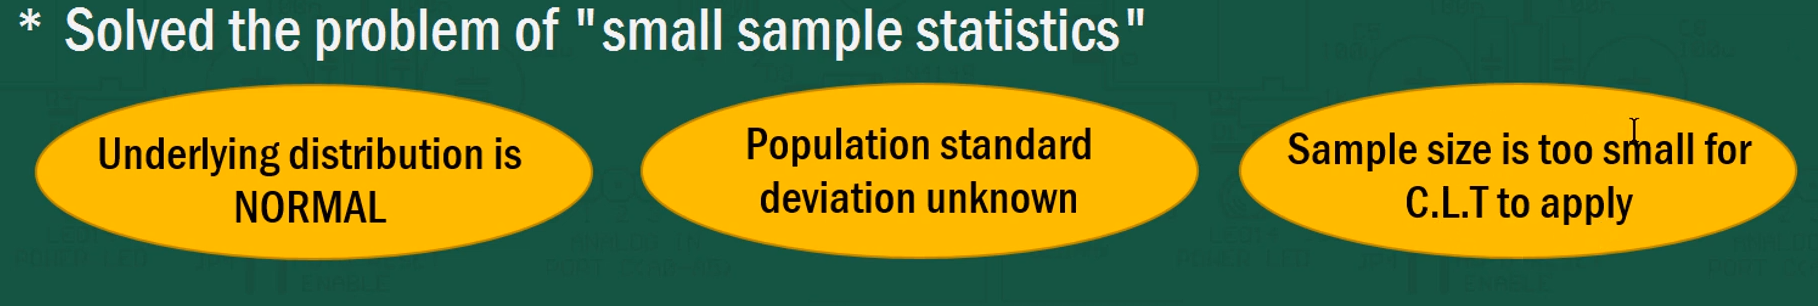 * Solved the problem of "small sample statistics"
Underlying distribution is
NORMAL
Population standard
deviation unknown
Sample size is too small for
C.L.T to apply